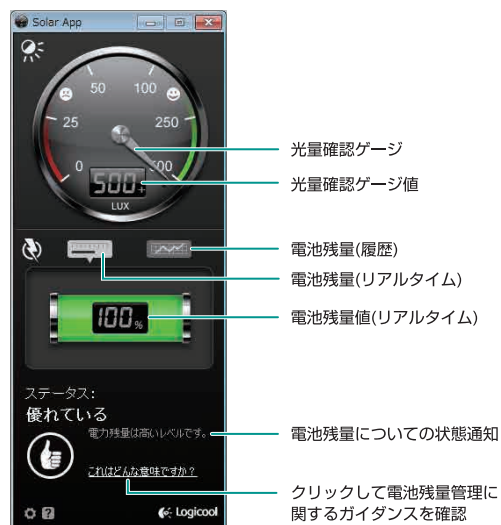 Solar App
50
100
25
250
0
500
500+
LUX
光量確認ゲージ
光量確認ゲージ値
電池残量(履歴)
電池残量(リアルタイム)
100%
電池残量値(リアルタイム)
ステータス:
優れている
電力残量は高いレベルです。
電池残量についての状態通知
これはどんな意味ですか?
クリックして電池残量管理に
関するガイダンスを確認
?
Logicool